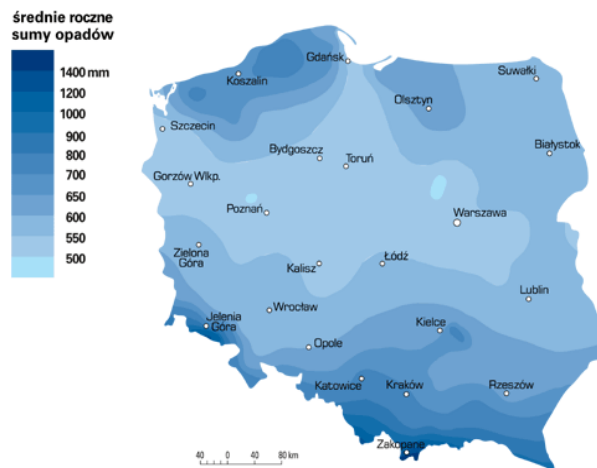 średnie roczne
sumy opadów
1400 mm
1200
1000
900
800
700
650
600
550
500
Gdańsk
Koszalin
Suwałki
Olsztyn
Szczecin
Białystok
Bydgoszcz
Toruń
Gorzów Wlkp.
Poznań
Warszawa
Zielona
Góra
Kalisz
Łódź
Lublin
Wrocław
Jelenia
Góra
Kielce
Opole
Katowice
Kraków
Rzeszów
Zakopane
40 0 40 80 km